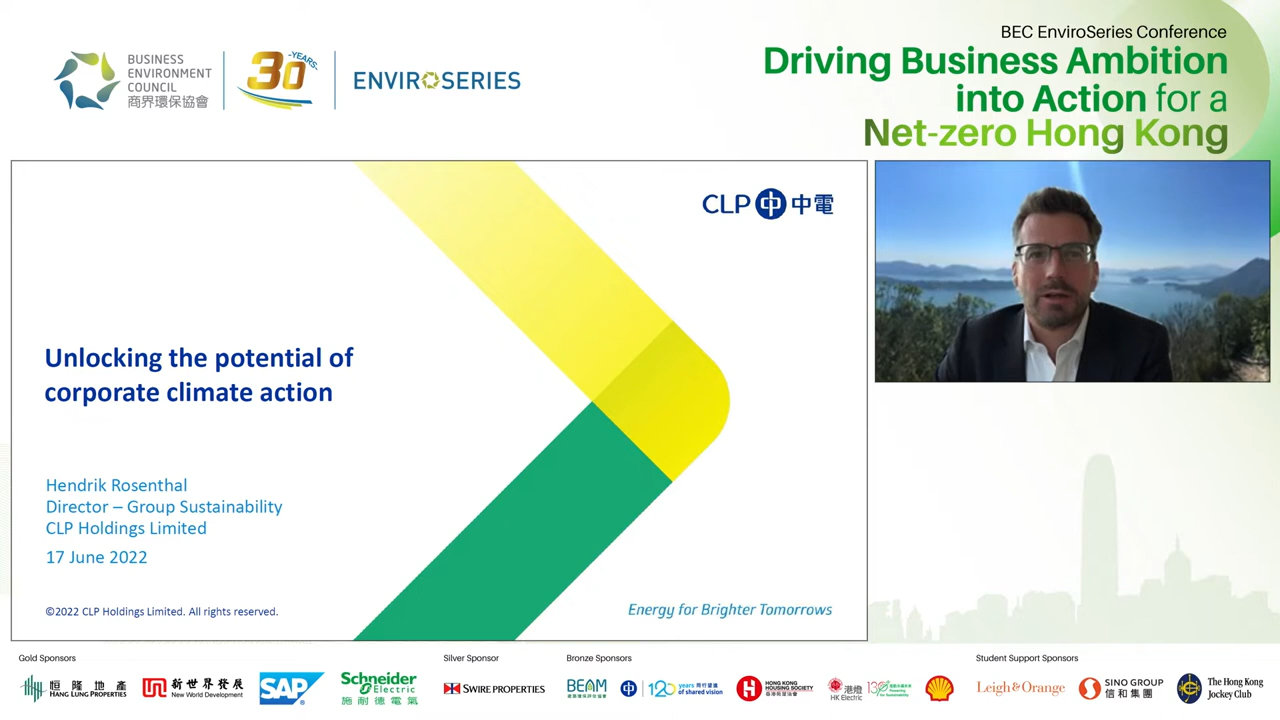 BUSINESS
ENVIRONMENT
COUNCIL
商界環保協會
30 -YEARS-
ENVIROSERIES
BEC EnviroSeries Conference
Driving Business Ambition
into Action for a
Net-zero Hong Kong
CLP 中電
Unlocking the potential of
corporate climate action
Hendrik Rosenthal
Director – Group Sustainability
CLP Holdings Limited
17 June 2022
©2022 CLP Holdings Limited. All rights reserved.
Energy for Brighter Tomorrows
Gold Sponsors
恒隆地產
HANG LUNG PROPERTIES
新世界發展
New World Development
SAP
Schneider
Electric
施耐德電氣
Silver Sponsor
SWIRE PROPERTIES
Bronze Sponsors
BEAM
120 years
of shared vision
HONG KONG
HOUSING SOCIETY
香港房屋協會
港燈
HK Electric
Student Support Sponsors
Leigh & Orange
SINO GROUP
信和集團
The Hong Kong
Jockey Club